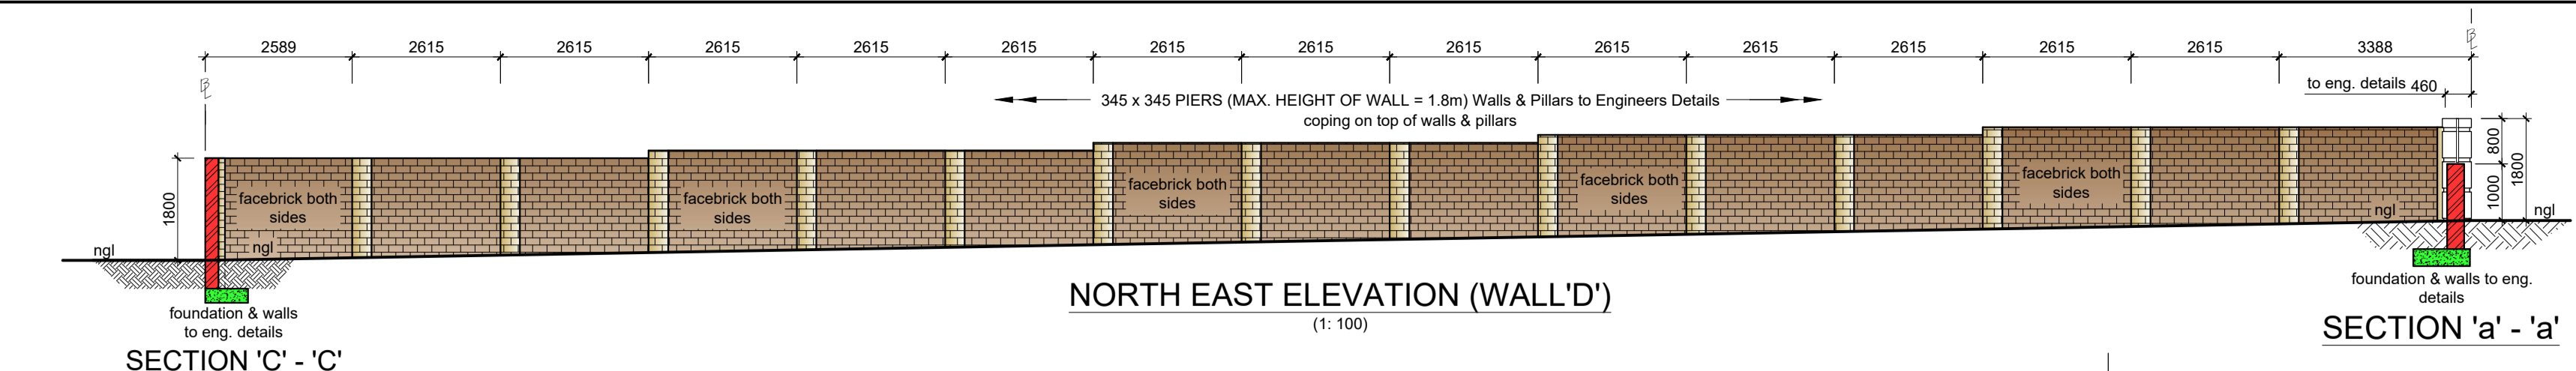 2589 2615 2615 2615 2615 2615 2615 2615 2615 2615 2615 2615 2615 2615 3388
PL
PL
to eng. details 460
345 x 345 PIERS (MAX. HEIGHT OF WALL = 1.8m) Walls & Pillars to Engineers Details
coping on top of walls & pillars
800
1000
1800
1800
facebrick both
sides
facebrick both
sides
facebrick both
sides
facebrick both
sides
facebrick both
sides
ngl
ngl
ngl
ngl
foundation & walls
to eng. details
SECTION 'C' - 'C'
NORTH EAST ELEVATION (WALL'D')
(1: 100)
foundation & walls to eng.
details
SECTION 'a' - 'a'